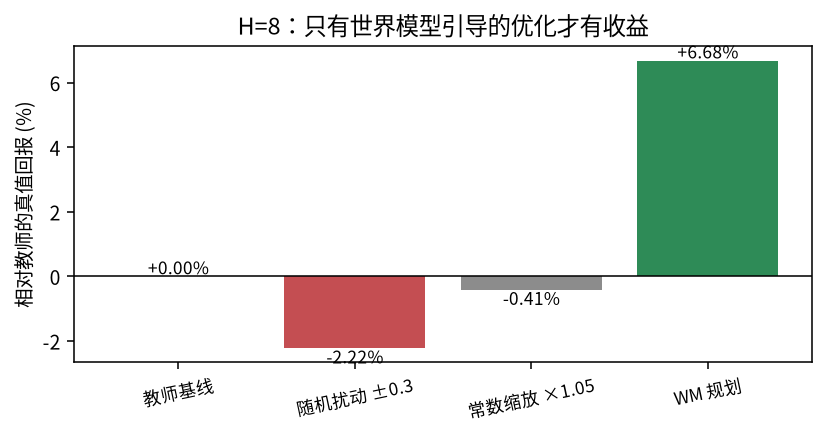 H=8：只有世界模型引导的优化才有收益
相对教师的真值回报 (%)
6
4
2
0
-2
+0.00%
-2.22%
-0.41%
+6.68%
教师基线
随机扰动 ±0.3
常数缩放 ×1.05
WM 规划